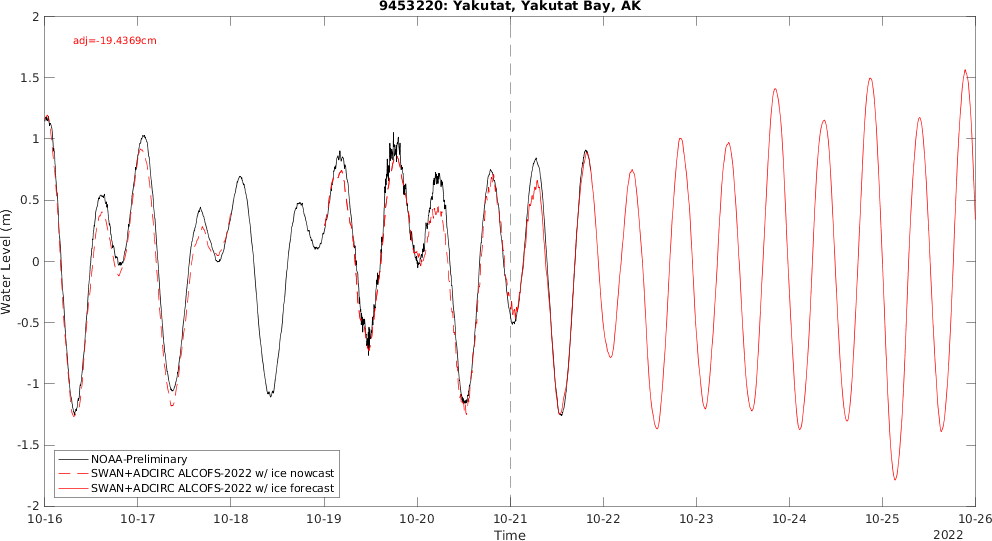 9453220: Yakutat, Yakutat Bay, AK
adj=-19.4369cm
Water Level (m)
2
1.5
1
0.5
0
-0.5
-1
-1.5
-2
NOAA-Preliminary
SWAN+ADCIRC ALCOFS-2022 w/ ice nowcast
SWAN+ADCIRC ALCOFS-2022 w/ ice forecast
10-16 10-17 10-18 10-19 10-20 10-21 10-22 10-23 10-24 10-25 10-26
Time
2022